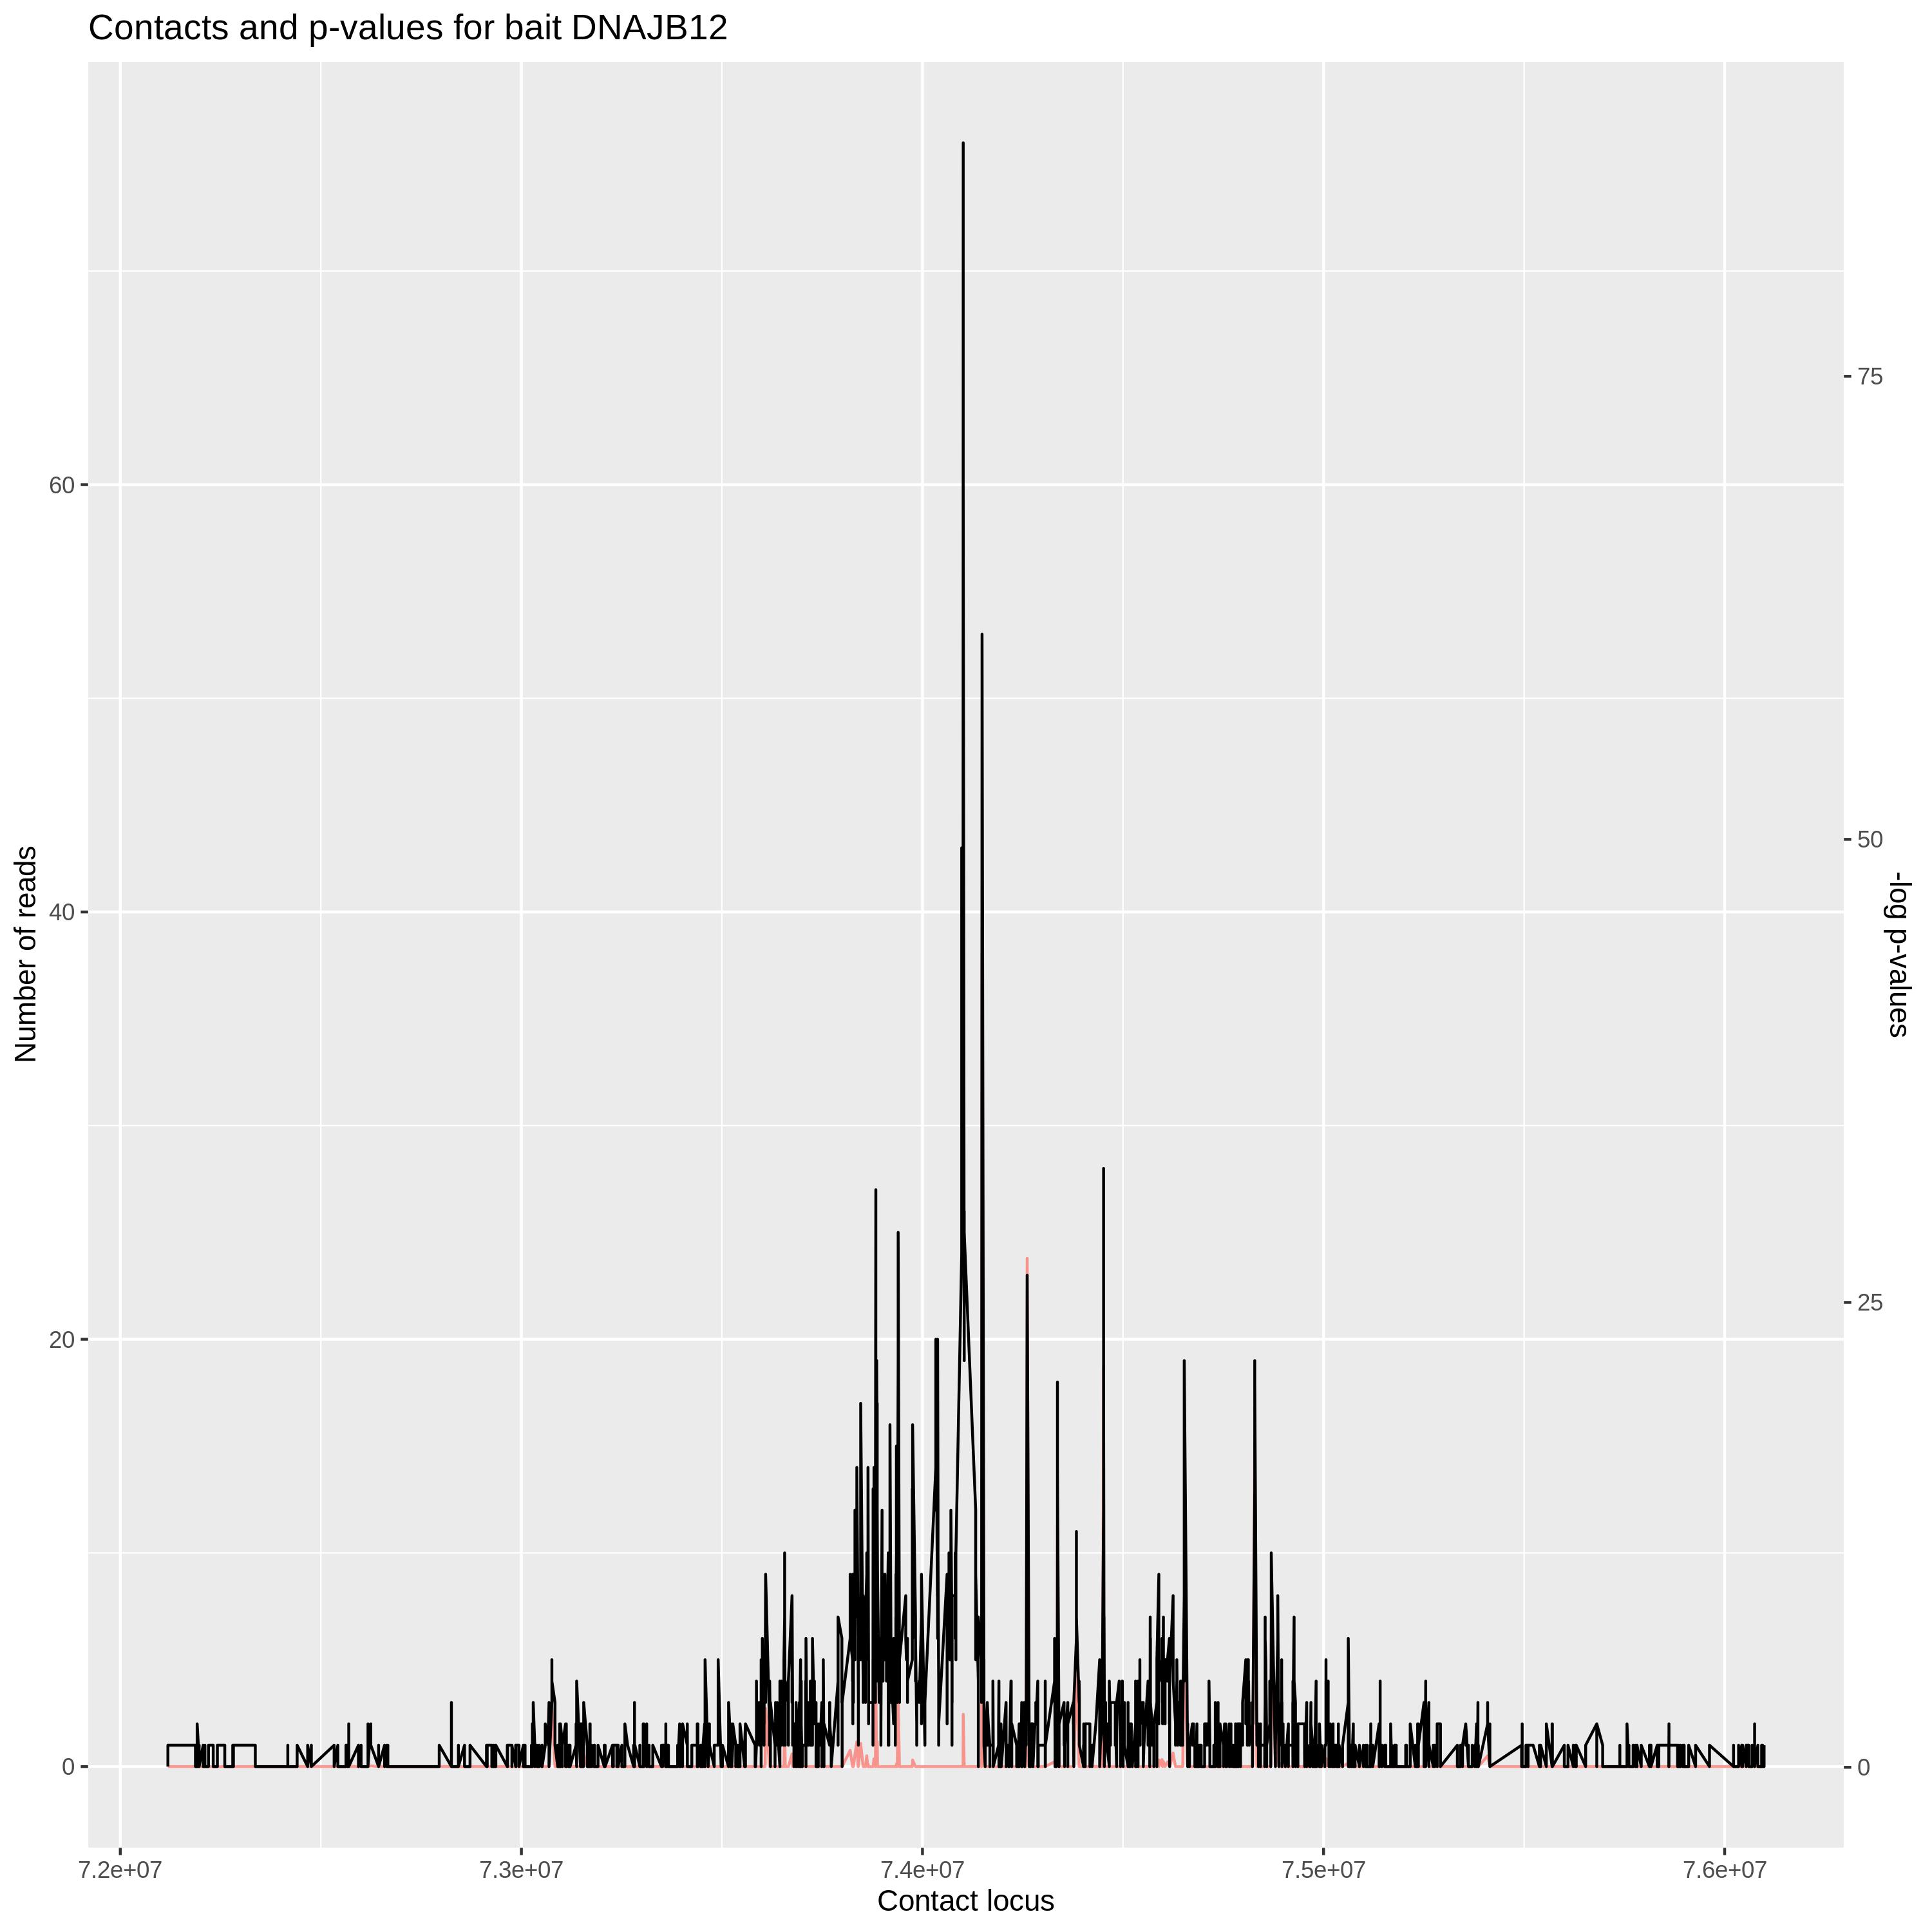 Contacts and p-values for bait DNAJB12
60
40
20
0
Number of reads
75
50
25
0
-log p-values
7.2e+07
7.3e+07
7.4e+07
7.5e+07
7.6e+07
Contact locus